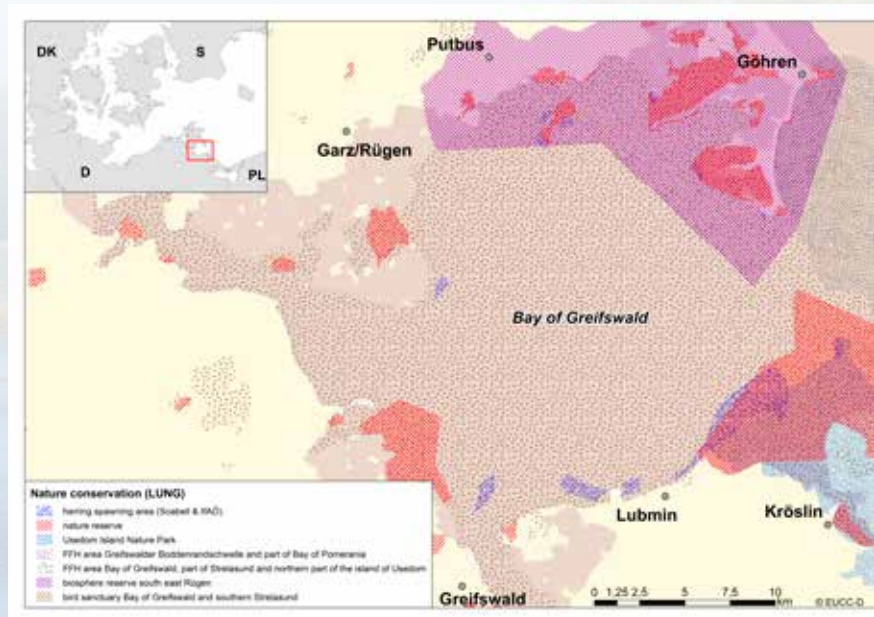 DK
S
D
PL
Putbus
Göhren
Garz/Rügen
Bay of Greifswald
Lubmin
Kröslin
Greifswald
Nature conservation (LUNG)
herring spawning area (Scabell &
nature reserve
Usedom Island Nature Park
FFH area Greifswalder Boddenrandschwelle and part of Bay of Pomerania
FFH area Bay of Greifswald, part of Strelasund and northern part of the island of Usedom
biosphere reserve south east Rügen
bird sanctuary Bay of Greifswald and southern Strelasund
0 1,25 2,5 5 7,5 10
km
© EUCC-D